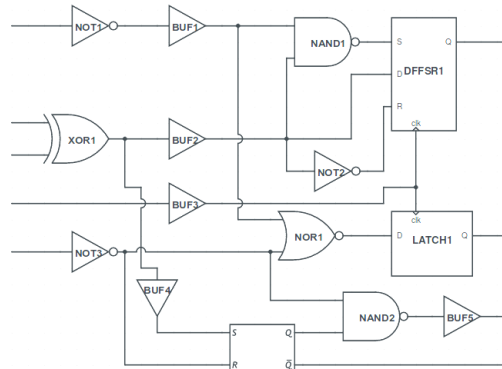 NOT1
BUF1
NAND1
S
Q
DFFSR1
D
R
clk
XOR1
BUF2
NOT2
BUF3
clk
NOR1
D
Q
LATCH1
NOT3
BUF4
NAND2
BUF5
S
Q
R
Q̅